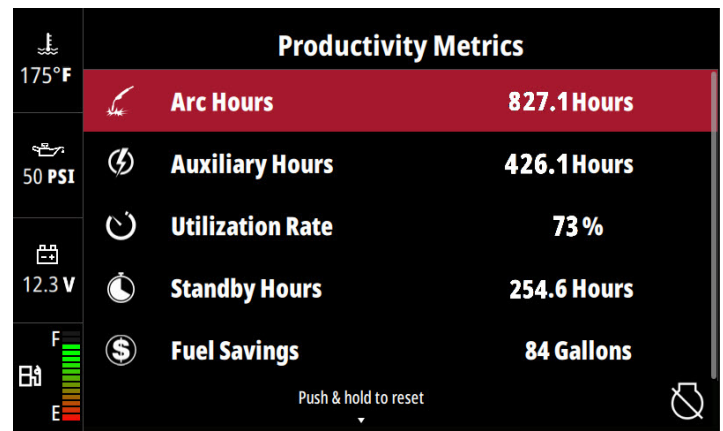 Productivity Metrics
175°F
Arc Hours 827.1 Hours
Auxiliary Hours 426.1 Hours
50 PSI
Utilization Rate 73 %
12.3 V
Standby Hours 254.6 Hours
F
Fuel Savings 84 Gallons
E
Push & hold to reset